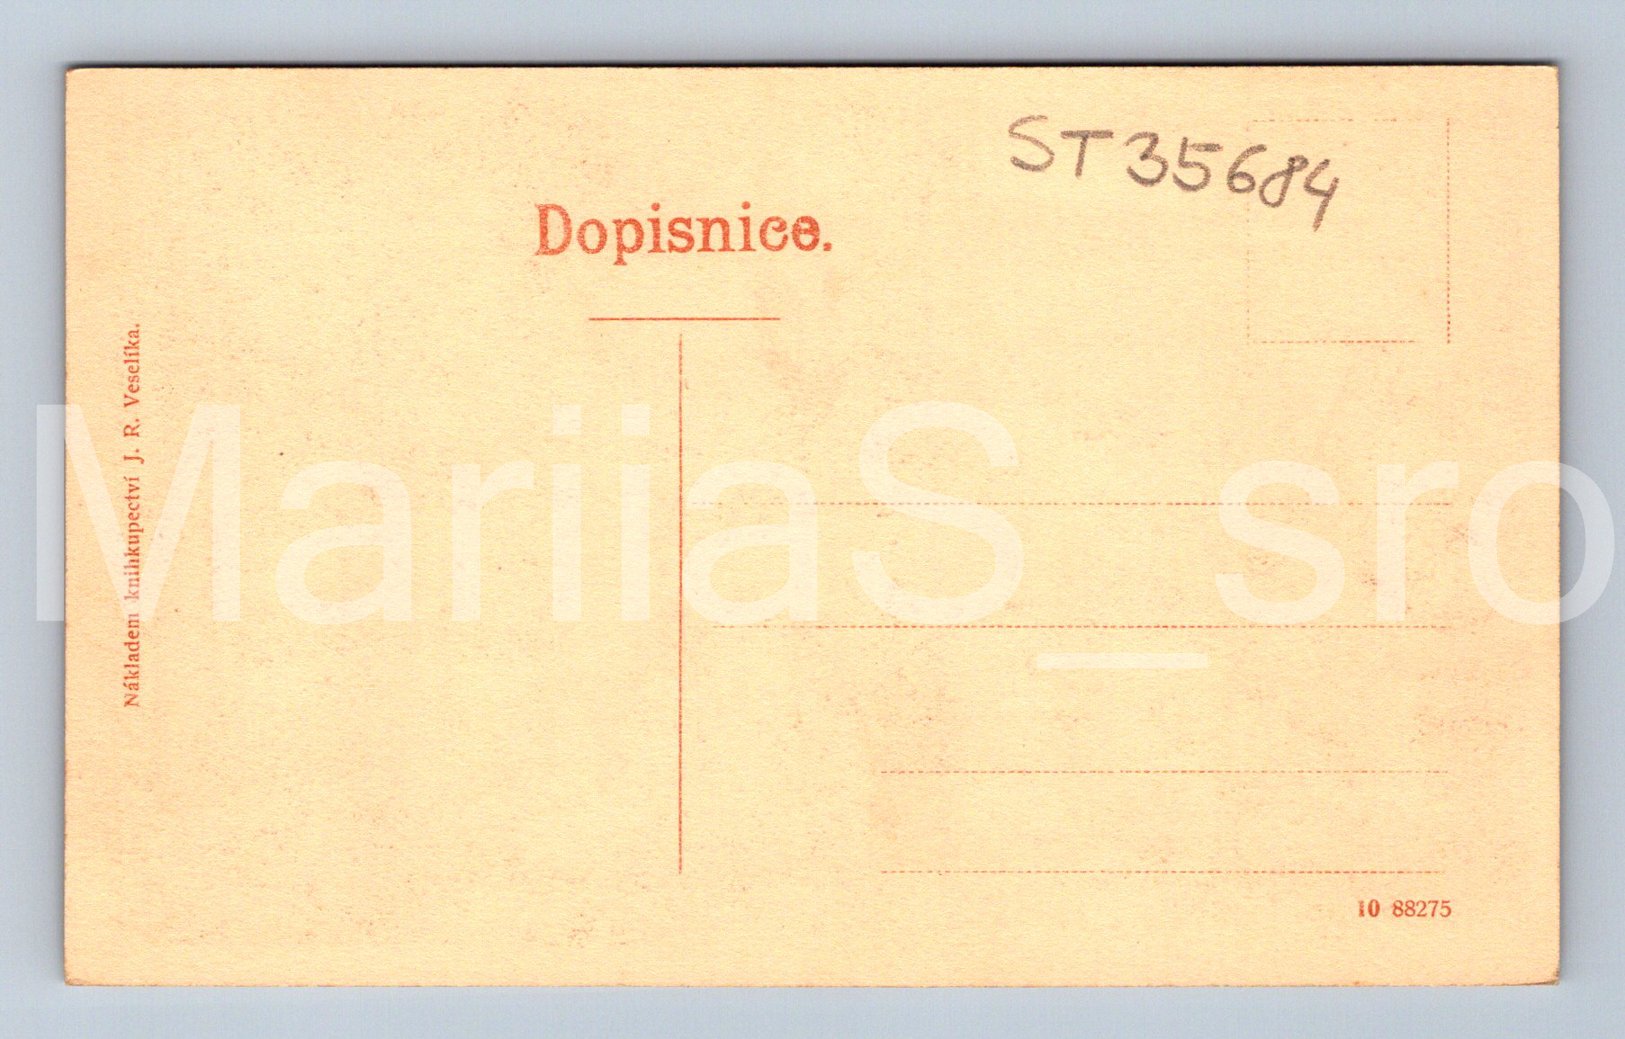 ST35684
Dopisnice.
Nákladem knihkupectví J. R. Veselíka.
MariiaS_sro
10 88275